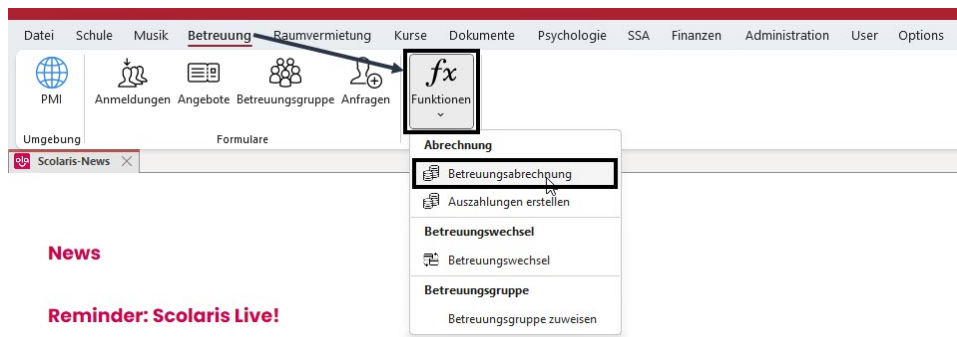 Datei Schule Musik Betreuung Raumvermietung Kurse Dokumente Psychologie SSA Finanzen Administration User Options
PMI Anmeldungen Angebote Betreuungsgruppe Anfragen fx Funktionen
Umgebung Formulare
Scolaris-News
Abrechnung
Betreuungsabrechnung
Auszahlungen erstellen
Betreuungswechsel
Betreuungswechsel
Betreuungsgruppe
Betreuungsgruppe zuweisen
News
Reminder: Scolaris Live!